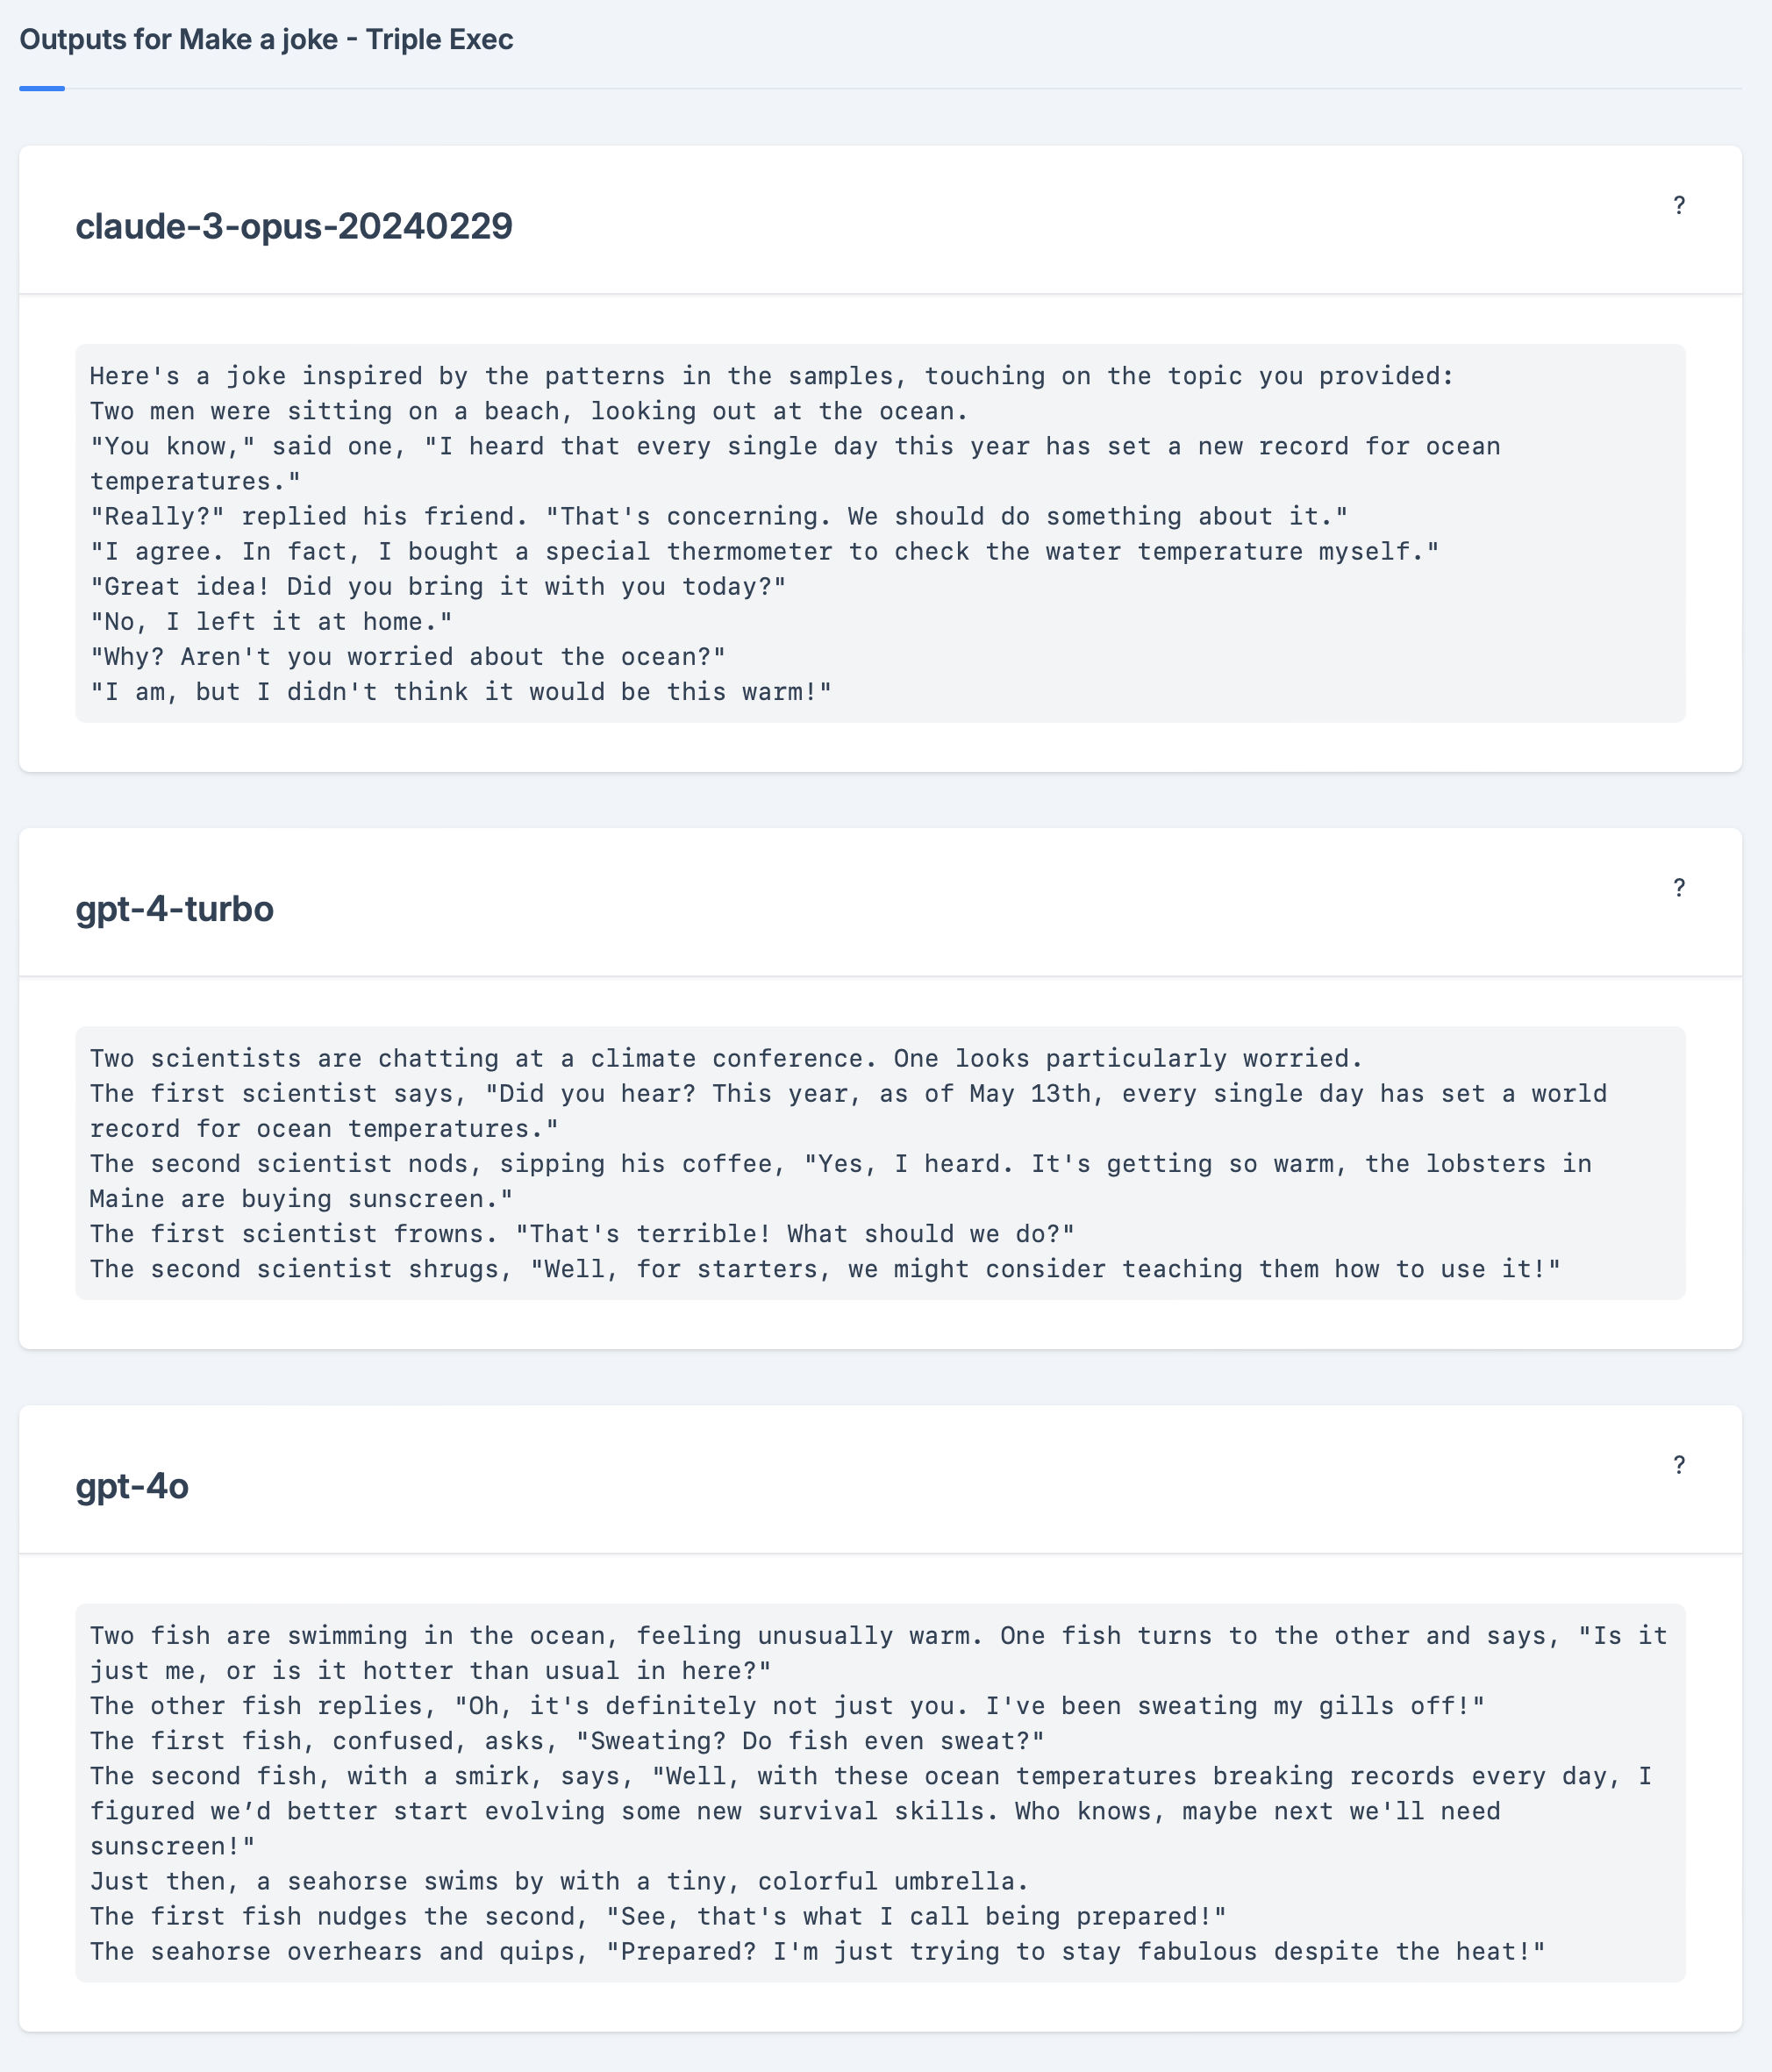 Outputs for Make a joke - Triple Exec
claude-3-opus-20240229
?
Here's a joke inspired by the patterns in the samples, touching on the topic you provided:
Two men were sitting on a beach, looking out at the ocean.
"You know," said one, "I heard that every single day this year has set a new record for ocean
temperatures."
"Really?" replied his friend. "That's concerning. We should do something about it."
"I agree. In fact, I bought a special thermometer to check the water temperature myself."
"Great idea! Did you bring it with you today?"
"No, I left it at home."
"Why? Aren't you worried about the ocean?"
"I am, but I didn't think it would be this warm!"
gpt-4-turbo
?
Two scientists are chatting at a climate conference. One looks particularly worried.
The first scientist says, "Did you hear? This year, as of May 13th, every single day has set a world
record for ocean temperatures."
The second scientist nods, sipping his coffee, "Yes, I heard. It's getting so warm, the lobsters in
Maine are buying sunscreen."
The first scientist frowns. "That's terrible! What should we do?"
The second scientist shrugs, "Well, for starters, we might consider teaching them how to use it!"
gpt-4o
?
Two fish are swimming in the ocean, feeling unusually warm. One fish turns to the other and says, "Is it
just me, or is it hotter than usual in here?"
The other fish replies, "Oh, it's definitely not just you. I've been sweating my gills off!"
The first fish, confused, asks, "Sweating? Do fish even sweat?"
The second fish, with a smirk, says, "Well, with these ocean temperatures breaking records every day, I
figured we’d better start evolving some new survival skills. Who knows, maybe next we'll need
sunscreen!"
Just then, a seahorse swims by with a tiny, colorful umbrella.
The first fish nudges the second, "See, that's what I call being prepared!"
The seahorse overhears and quips, "Prepared? I'm just trying to stay fabulous despite the heat!"